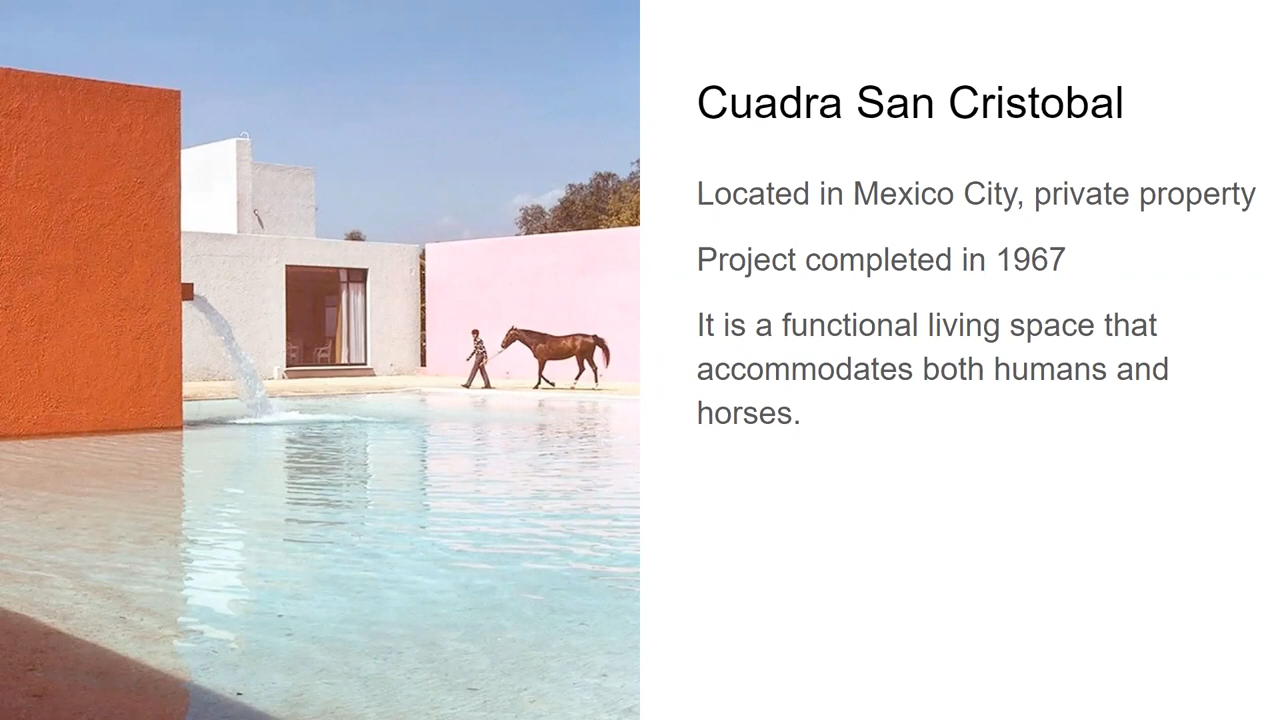 Cuadra San Cristobal
Located in Mexico City, private property
Project completed in 1967
It is a functional living space that
accommodates both humans and
horses.